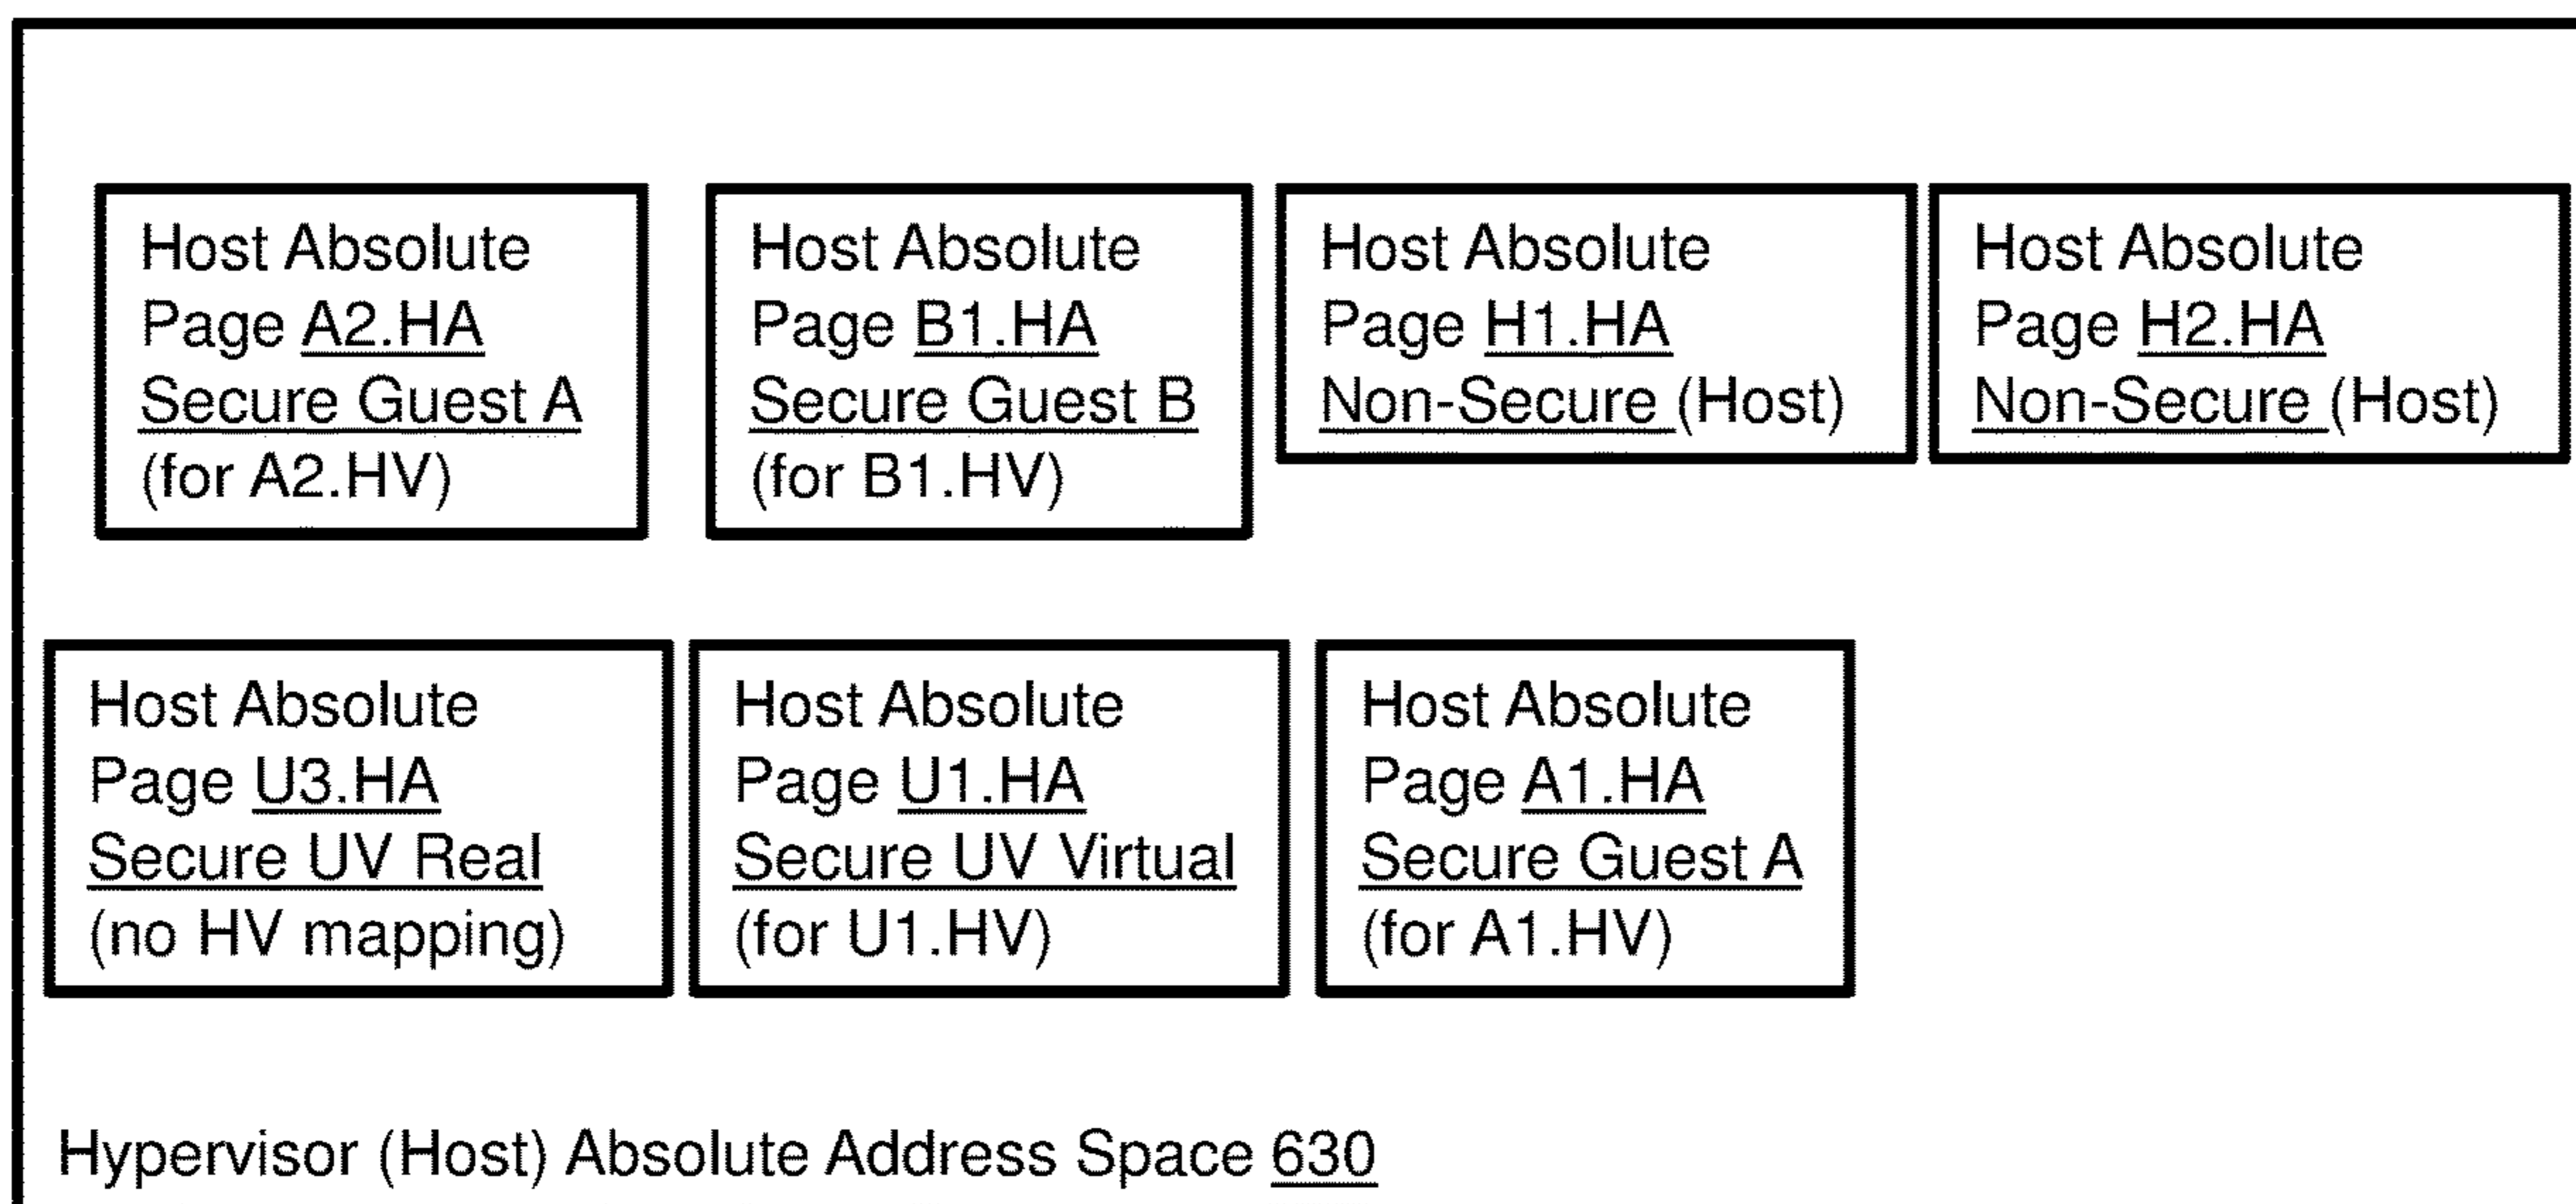 Host Absolute
Page A2.HA
Secure Guest A
(for A2.HV)
Host Absolute
Page B1.HA
Secure Guest B
(for B1.HV)
Host Absolute
Page H1.HA
Non-Secure (Host)
Host Absolute
Page H2.HA
Non-Secure (Host)
Host Absolute
Page U3.HA
Secure UV Real
(no HV mapping)
Host Absolute
Page U1.HA
Secure UV Virtual
(for U1.HV)
Host Absolute
Page A1.HA
Secure Guest A
(for A1.HV)
Hypervisor (Host) Absolute Address Space 630